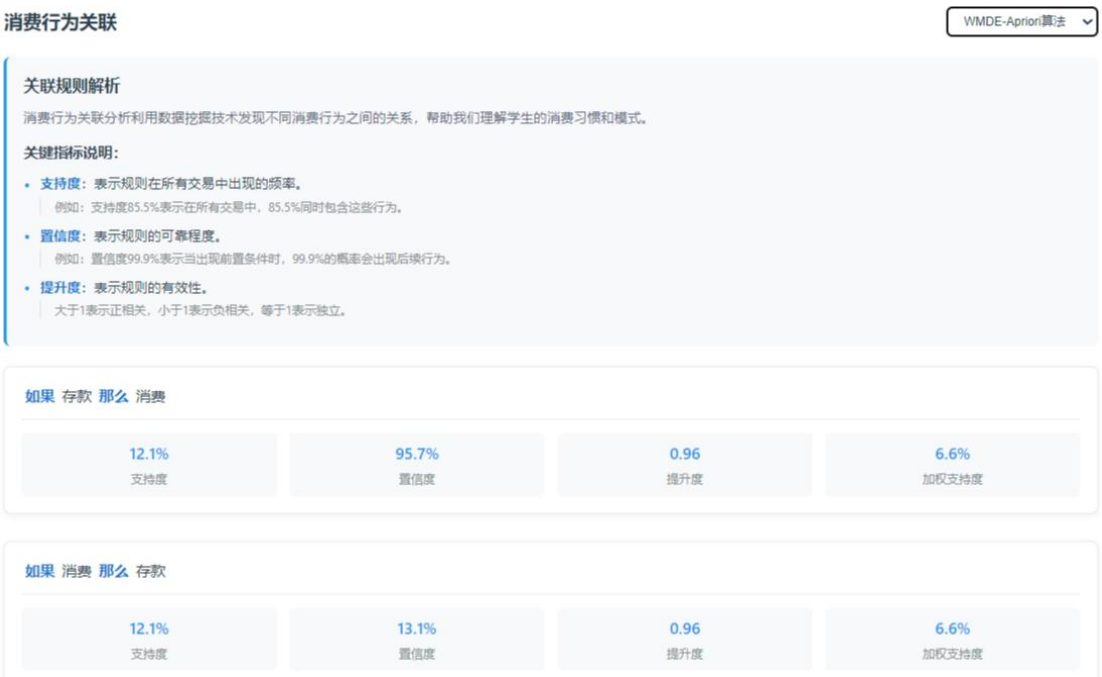 消费行为关联
WMDE-Apriori算法
关联规则解析
消费行为关联分析利用数据挖掘技术发现不同消费行为之间的关系，帮助我们理解学生的消费习惯和模式。
关键指标说明：
• 支持度：表示规则在所有交易中出现的频率。
例如：支持度85.5%表示在所有交易中，85.5%同时包含这些行为。
• 置信度：表示规则的可靠程度。
例如：置信度99.9%表示当出现前置条件时，99.9%的概率会出现后续行为。
• 提升度：表示规则的有效性。
大于1表示正相关，小于1表示负相关，等于1表示独立。
如果 存款 那么 消费
12.1% 95.7% 0.96 6.6%
支持度 置信度 提升度 加权支持度
如果 消费 那么 存款
12.1% 13.1% 0.96 6.6%
支持度 置信度 提升度 加权支持度